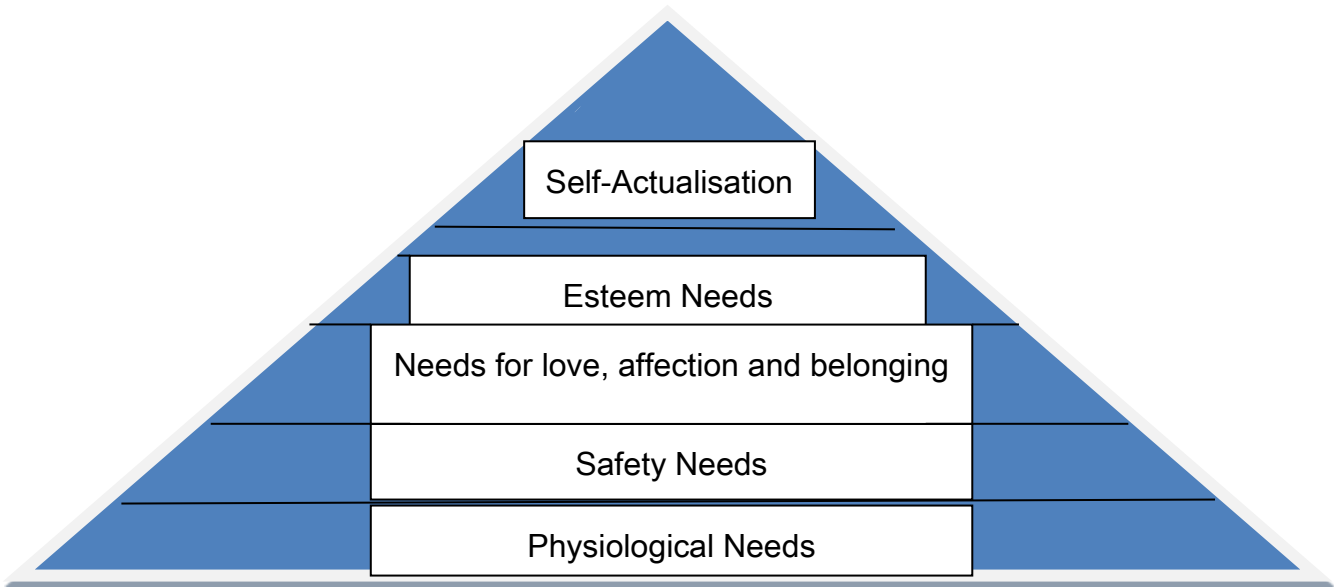 Self-Actualisation
Esteem Needs
Needs for love, affection and belonging
Safety Needs
Physiological Needs